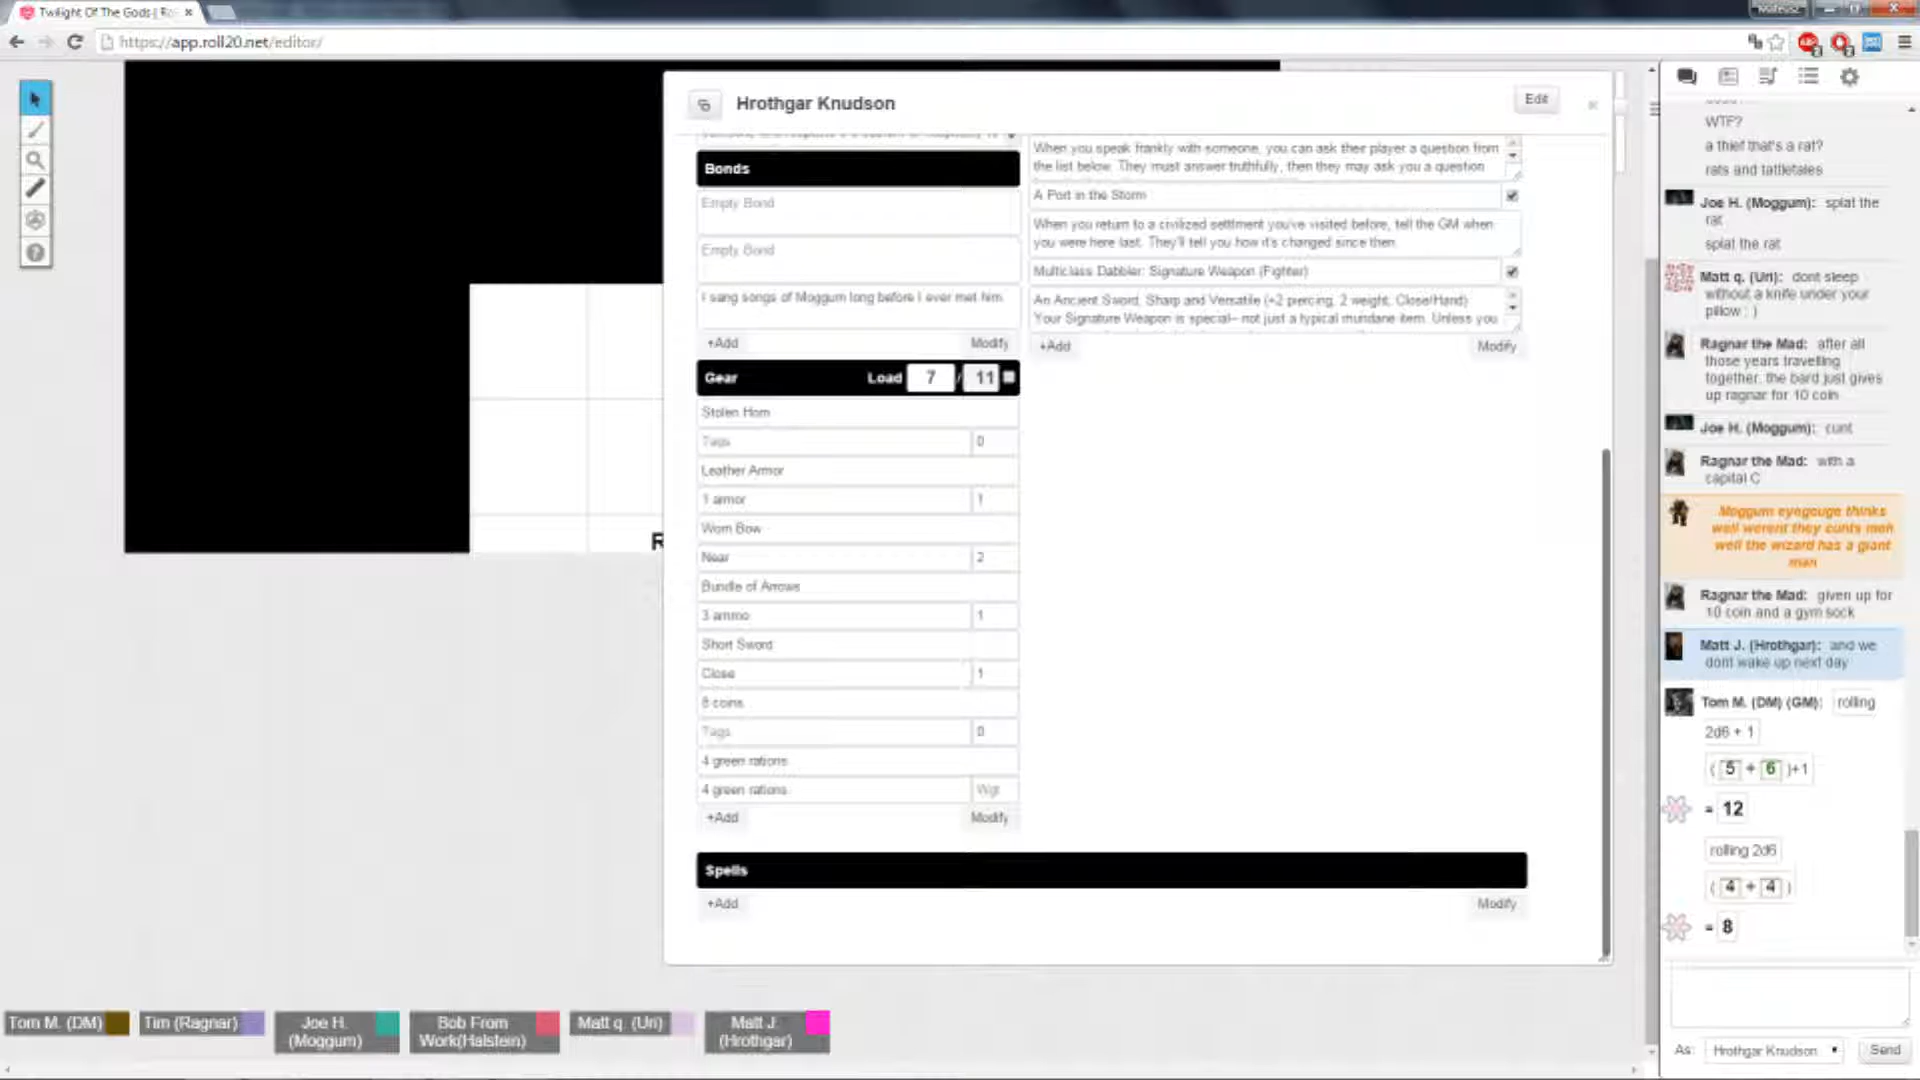 Twilight Of The Gods | Ro
Mateusz
https://app.roll20.net/editor/
Hrothgar Knudson
Edit
Bonds
Empty Bond
Empty Bond
I sang songs of Moggum long before I ever met him.
+Add
Modify
Gear
Load
7
/
11
Stolen Horn
Tags
0
Leather Armor
1 armor
1
Worn Bow
Near
2
Bundle of Arrows
3 ammo
1
Short Sword
Close
1
8 coins
Tags
0
4 green rations
4 green rations
Wgt
+Add
Modify
When you speak frankly with someone, you can ask their player a question from
the list below. They must answer truthfully, then they may ask you a question
A Port in the Storm
When you return to a civilized settlment you've visited before, tell the GM when
you were here last. They'll tell you how it's changed since then.
Multiclass Dabbler: Signature Weapon (Fighter)
An Ancient Sword, Sharp and Versatile (+2 piercing, 2 weight, Close/Hand)
Your Signature Weapon is special-- not just a typical mundane item. Unless you
+Add
Modify
Spells
+Add
Modify
R
WTF?
a thief that's a rat?
rats and tattletales
Joe H. (Moggum): splat the
rat
splat the rat
Matt q. (Uri): dont sleep
without a knife under your
pillow : )
Ragnar the Mad: after all
those years travelling
together, the bard just gives
up ragnar for 10 coin
Joe H. (Moggum): cunt
Ragnar the Mad: with a
capital C
Moggum eyegouge thinks
well werent they cunts meh
well the wizard has a giant
man
Ragnar the Mad: given up for
10 coin and a gym sock
Matt J. (Hrothgar): and we
dont wake up next day
Tom M. (DM) (GM): rolling
2d6 + 1
( 5 + 6 )+1
= 12
rolling 2d6
( 4 + 4 )
= 8
As: Hrothgar Knudson
Send
Tom M. (DM)
Tim (Ragnar)
Joe H.
(Moggum)
Bob From
Work(Halstein)
Matt q. (Uri)
Matt J.
(Hrothgar)